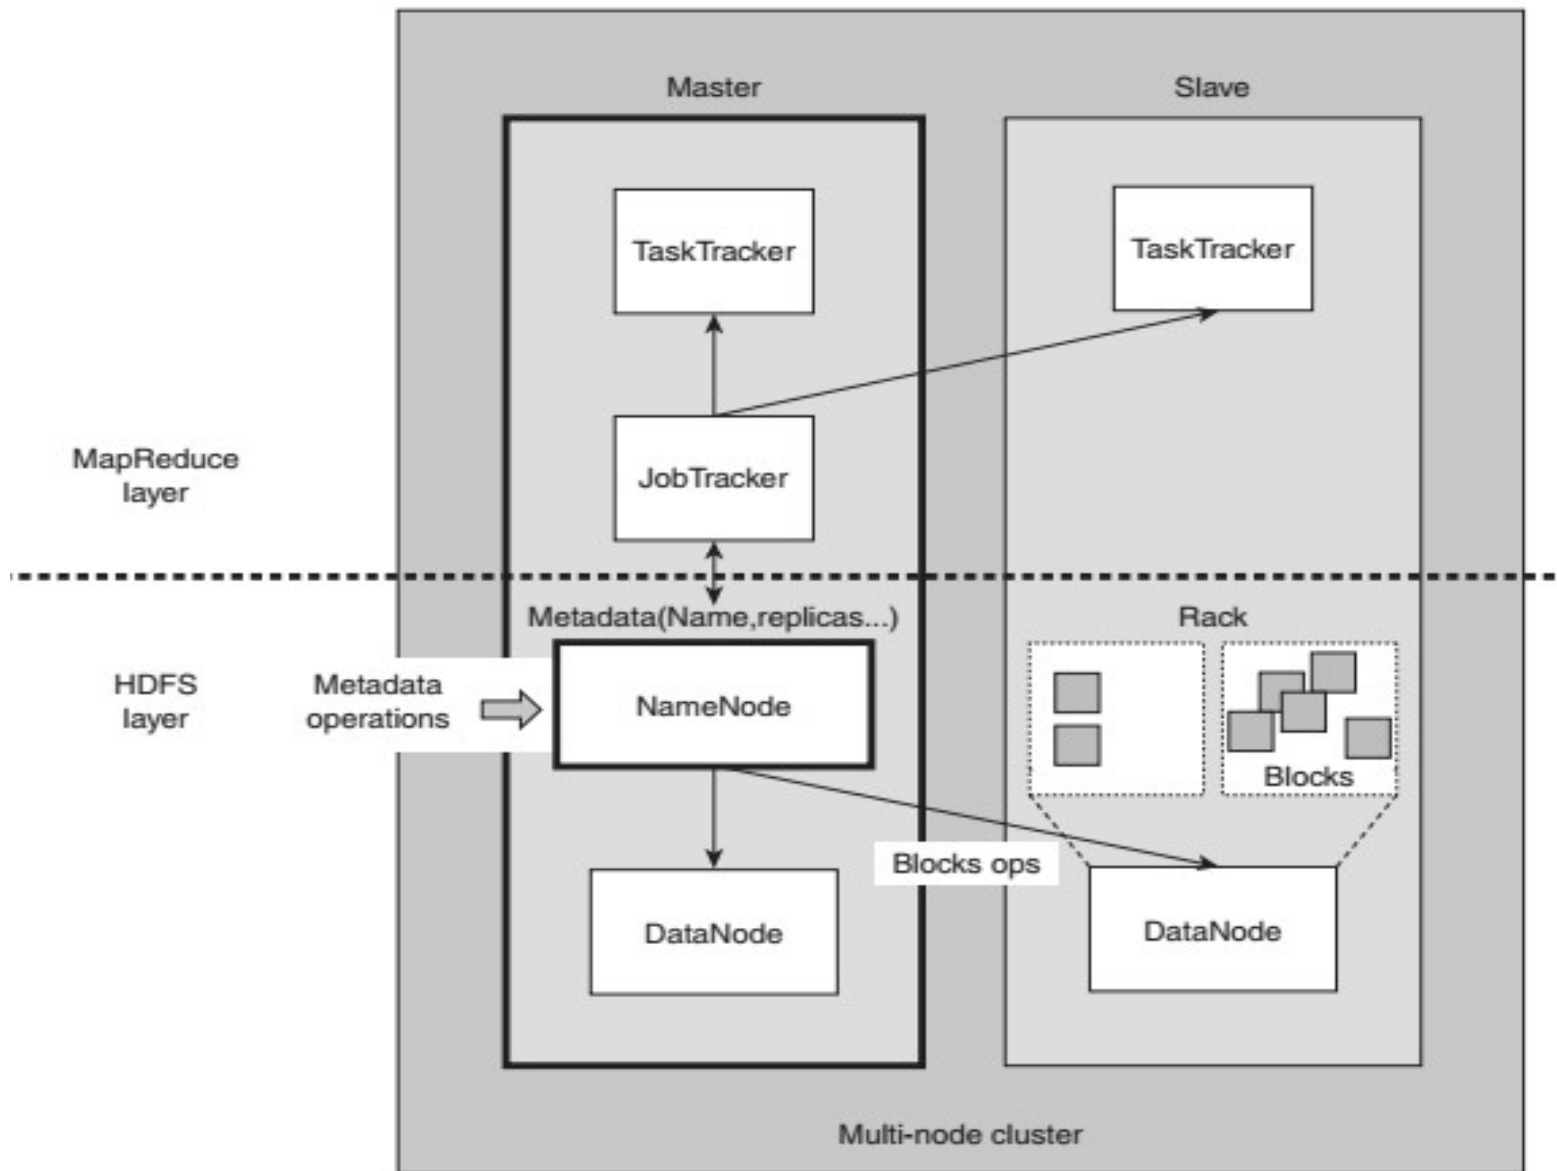 Master
Slave
TaskTracker
TaskTracker
MapReduce
layer
JobTracker
Metadata(Name,replicas...)
Rack
HDFS
layer
Metadata
operations
NameNode
Blocks
Blocks ops
DataNode
DataNode
Multi-node cluster